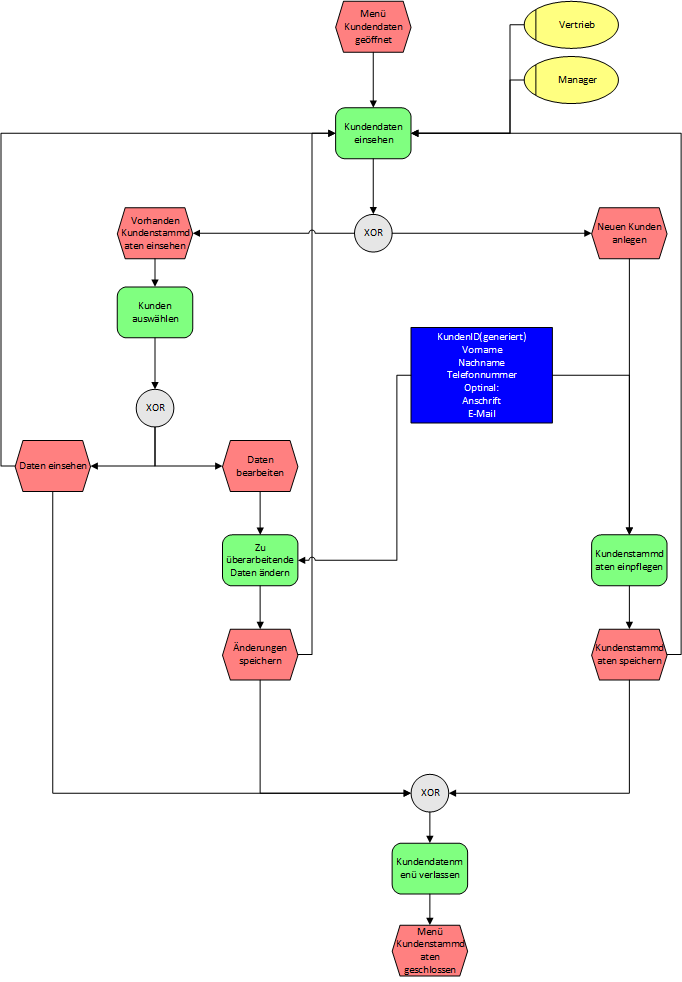 Menü
Kundendaten
geöffnet
Vertrieb
Manager
Kundendaten
einsehen
Vorhanden
Kundenstammd
aten einsehen
XOR
Neuen Kunden
anlegen
Kunden
auswählen
KundenID(generiert)
Vorname
Nachname
Telefonnummer
Optinal:
Anschrift
E-Mail
XOR
Daten einsehen
Daten
bearbeiten
Zu
überarbeitende
Daten ändern
Kundenstammd
aten einpflegen
Änderungen
speichern
Kundenstammd
aten speichern
XOR
Kundendatenm
enü verlassen
Menü
Kundenstammd
aten
geschlossen